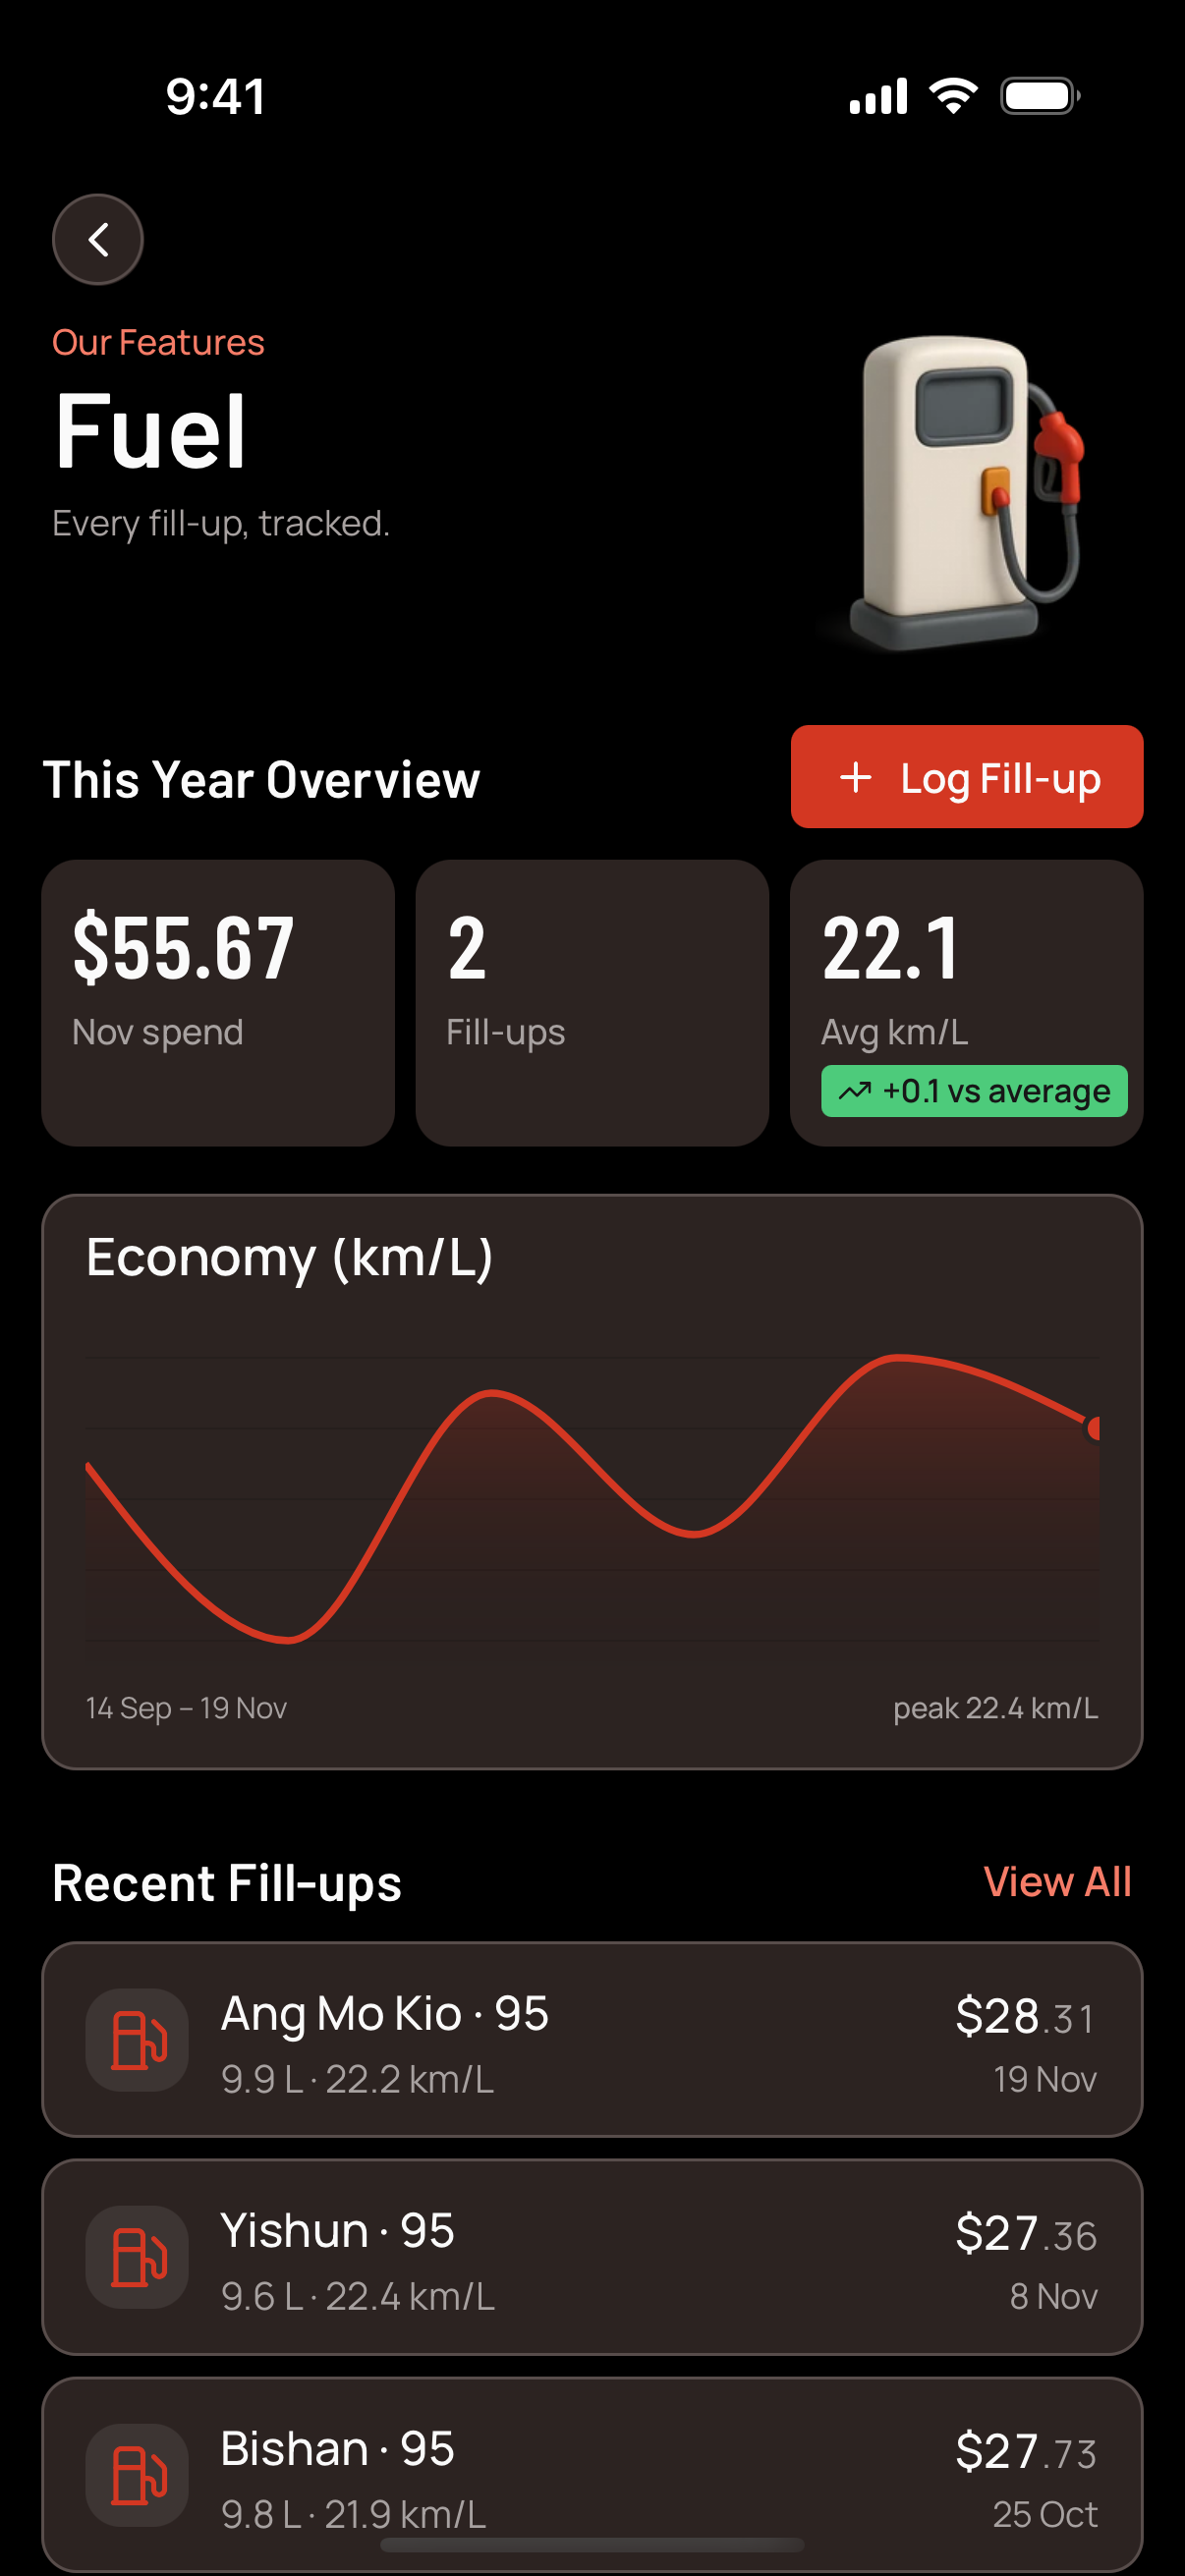 9:41
Our Features
Fuel
Every fill-up, tracked.
This Year Overview
+ Log Fill-up
$55.67
Nov spend
2
Fill-ups
22.1
Avg km/L
+0.1 vs average
Economy (km/L)
14 Sep – 19 Nov
peak 22.4 km/L
Recent Fill-ups
View All
Ang Mo Kio · 95
$28.31
9.9 L · 22.2 km/L
19 Nov
Yishun · 95
$27.36
9.6 L · 22.4 km/L
8 Nov
Bishan · 95
$27.73
9.8 L · 21.9 km/L
25 Oct